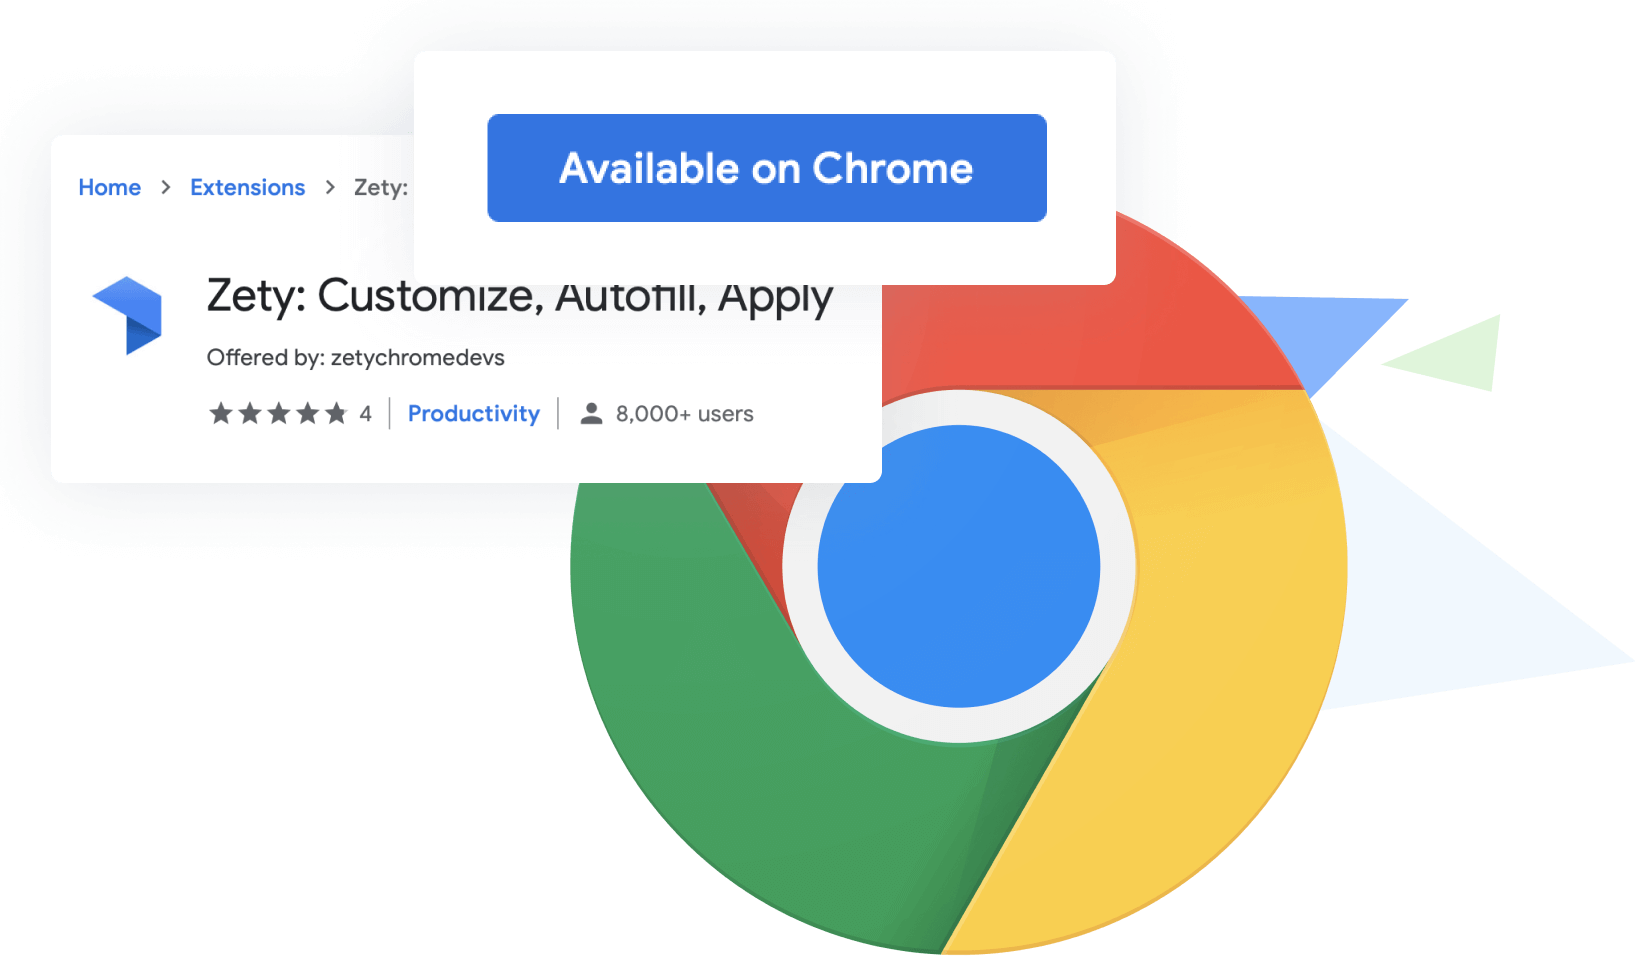 Available on Chrome
Home > Extensions > Zety:
Zety: Customize, Autofill, Apply
Offered by: zetychromedevs
4 | Productivity | 8,000+ users